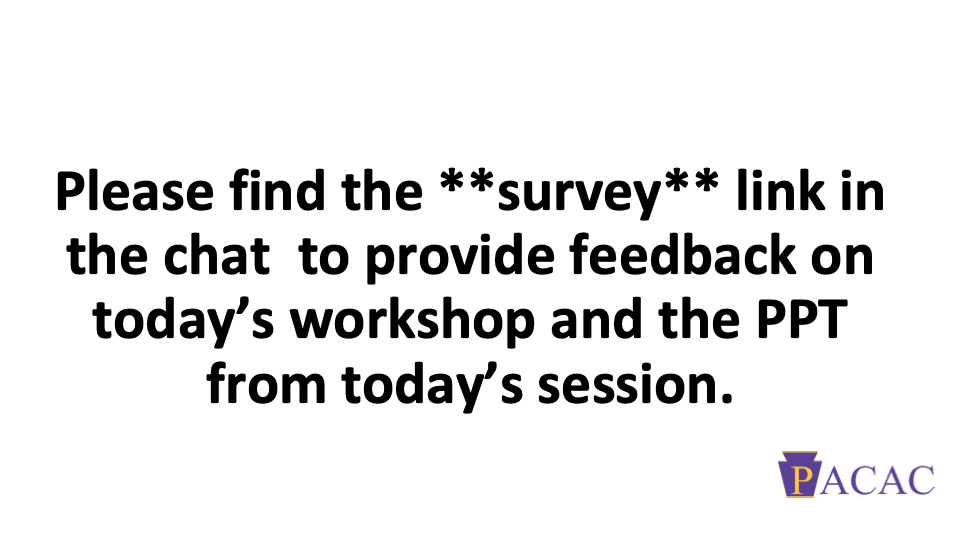 Please find the **survey** link in
the chat  to provide feedback on
today’s workshop and the PPT
from today’s session.
PACAC